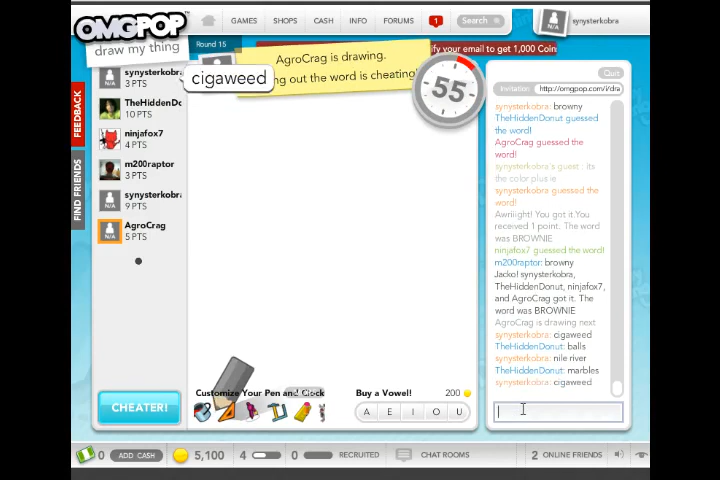 OMGPOP
draw my thing
GAMES
SHOPS
CASH
INFO
FORUMS
1
Search
synysterkobra
Round 15
ify your email to get 1,000 Coins
AgroCrag is drawing.
ng out the word is cheating!
55
cigaweed
FEEDBACK
FIND FRIENDS
N/A
synysterkobra
3 PTS
TheHiddenDo
10 PTS
ninjafox7
4 PTS
m200raptor
3 PTS
N/A
synysterkobra
9 PTS
N/A
AgroCrag
5 PTS
CHEATER!
Customize Your Pen and Clock
Buy a Vowel!
200
A E I O U
Quit
Invitation
http://omgpop.com/i/dra
synysterkobra: browny
TheHiddenDonut guessed
the word!
AgroCrag guessed the
word!
synysterkobra's guest : its
the color plus ie
synysterkobra guessed the
word!
Awriiight! You got it.You
received 1 point. The word
was BROWNIE
ninjafox7 guessed the word!
m200raptor: browny
Jacko! synysterkobra,
TheHiddenDonut, ninjafox7,
and AgroCrag got it. The
word was BROWNIE
AgroCrag is drawing next
synysterkobra: cigaweed
TheHiddenDonut: balls
synysterkobra: nile river
TheHiddenDonut: marbles
synysterkobra: cigaweed
0
ADD CASH
5,100
4
0
RECRUITED
CHAT ROOMS
2 ONLINE FRIENDS